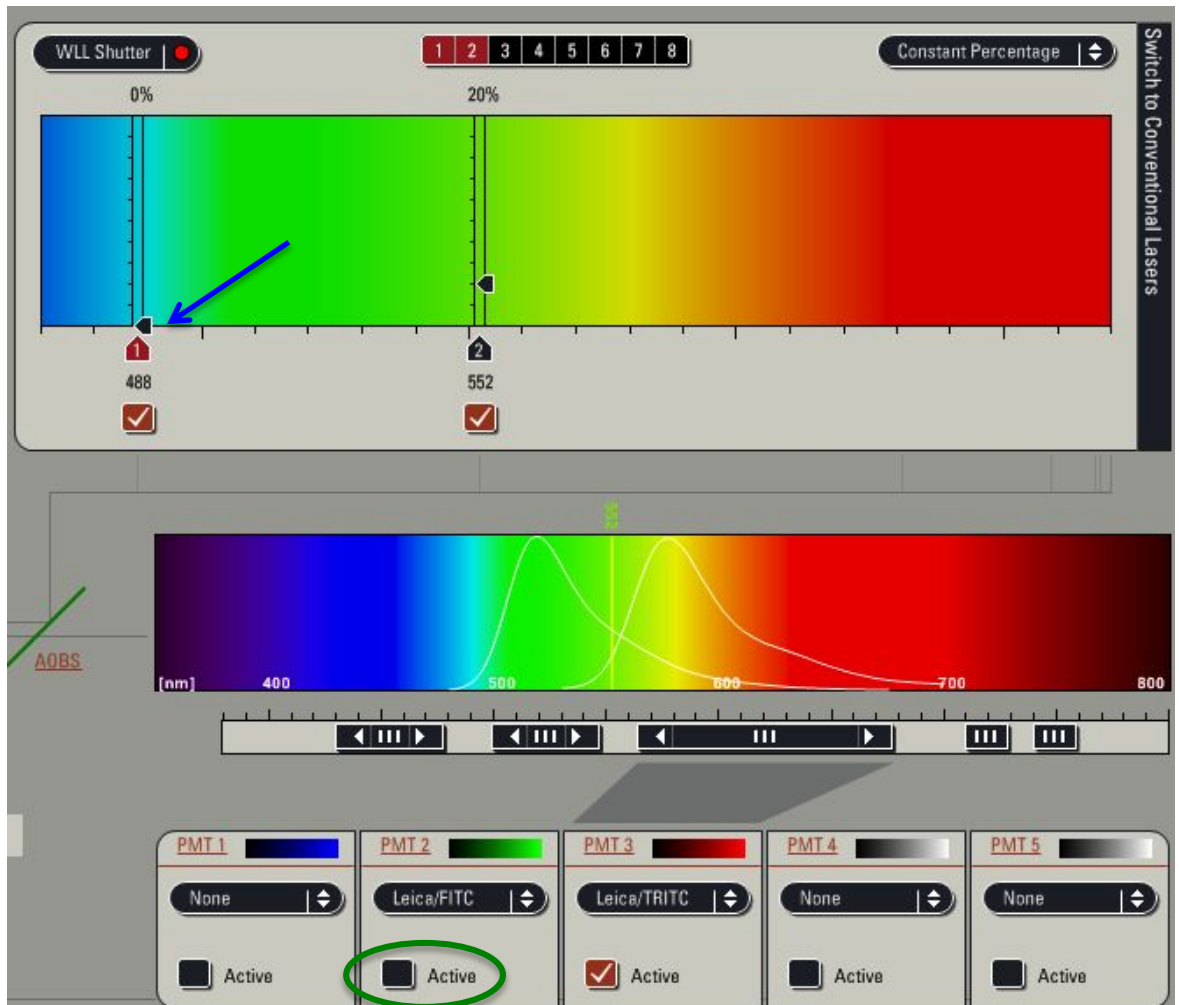 WLL Shutter
1 2 3 4 5 6 7 8
Constant Percentage
Switch to Conventional Lasers
0% 20%
1 2
488 552
552
AOBS
[nm] 400 500 600 700 800
PMT 1 PMT 2 PMT 3 PMT 4 PMT 5
None Leica/FITC Leica/TRITC None None
Active Active Active Active Active